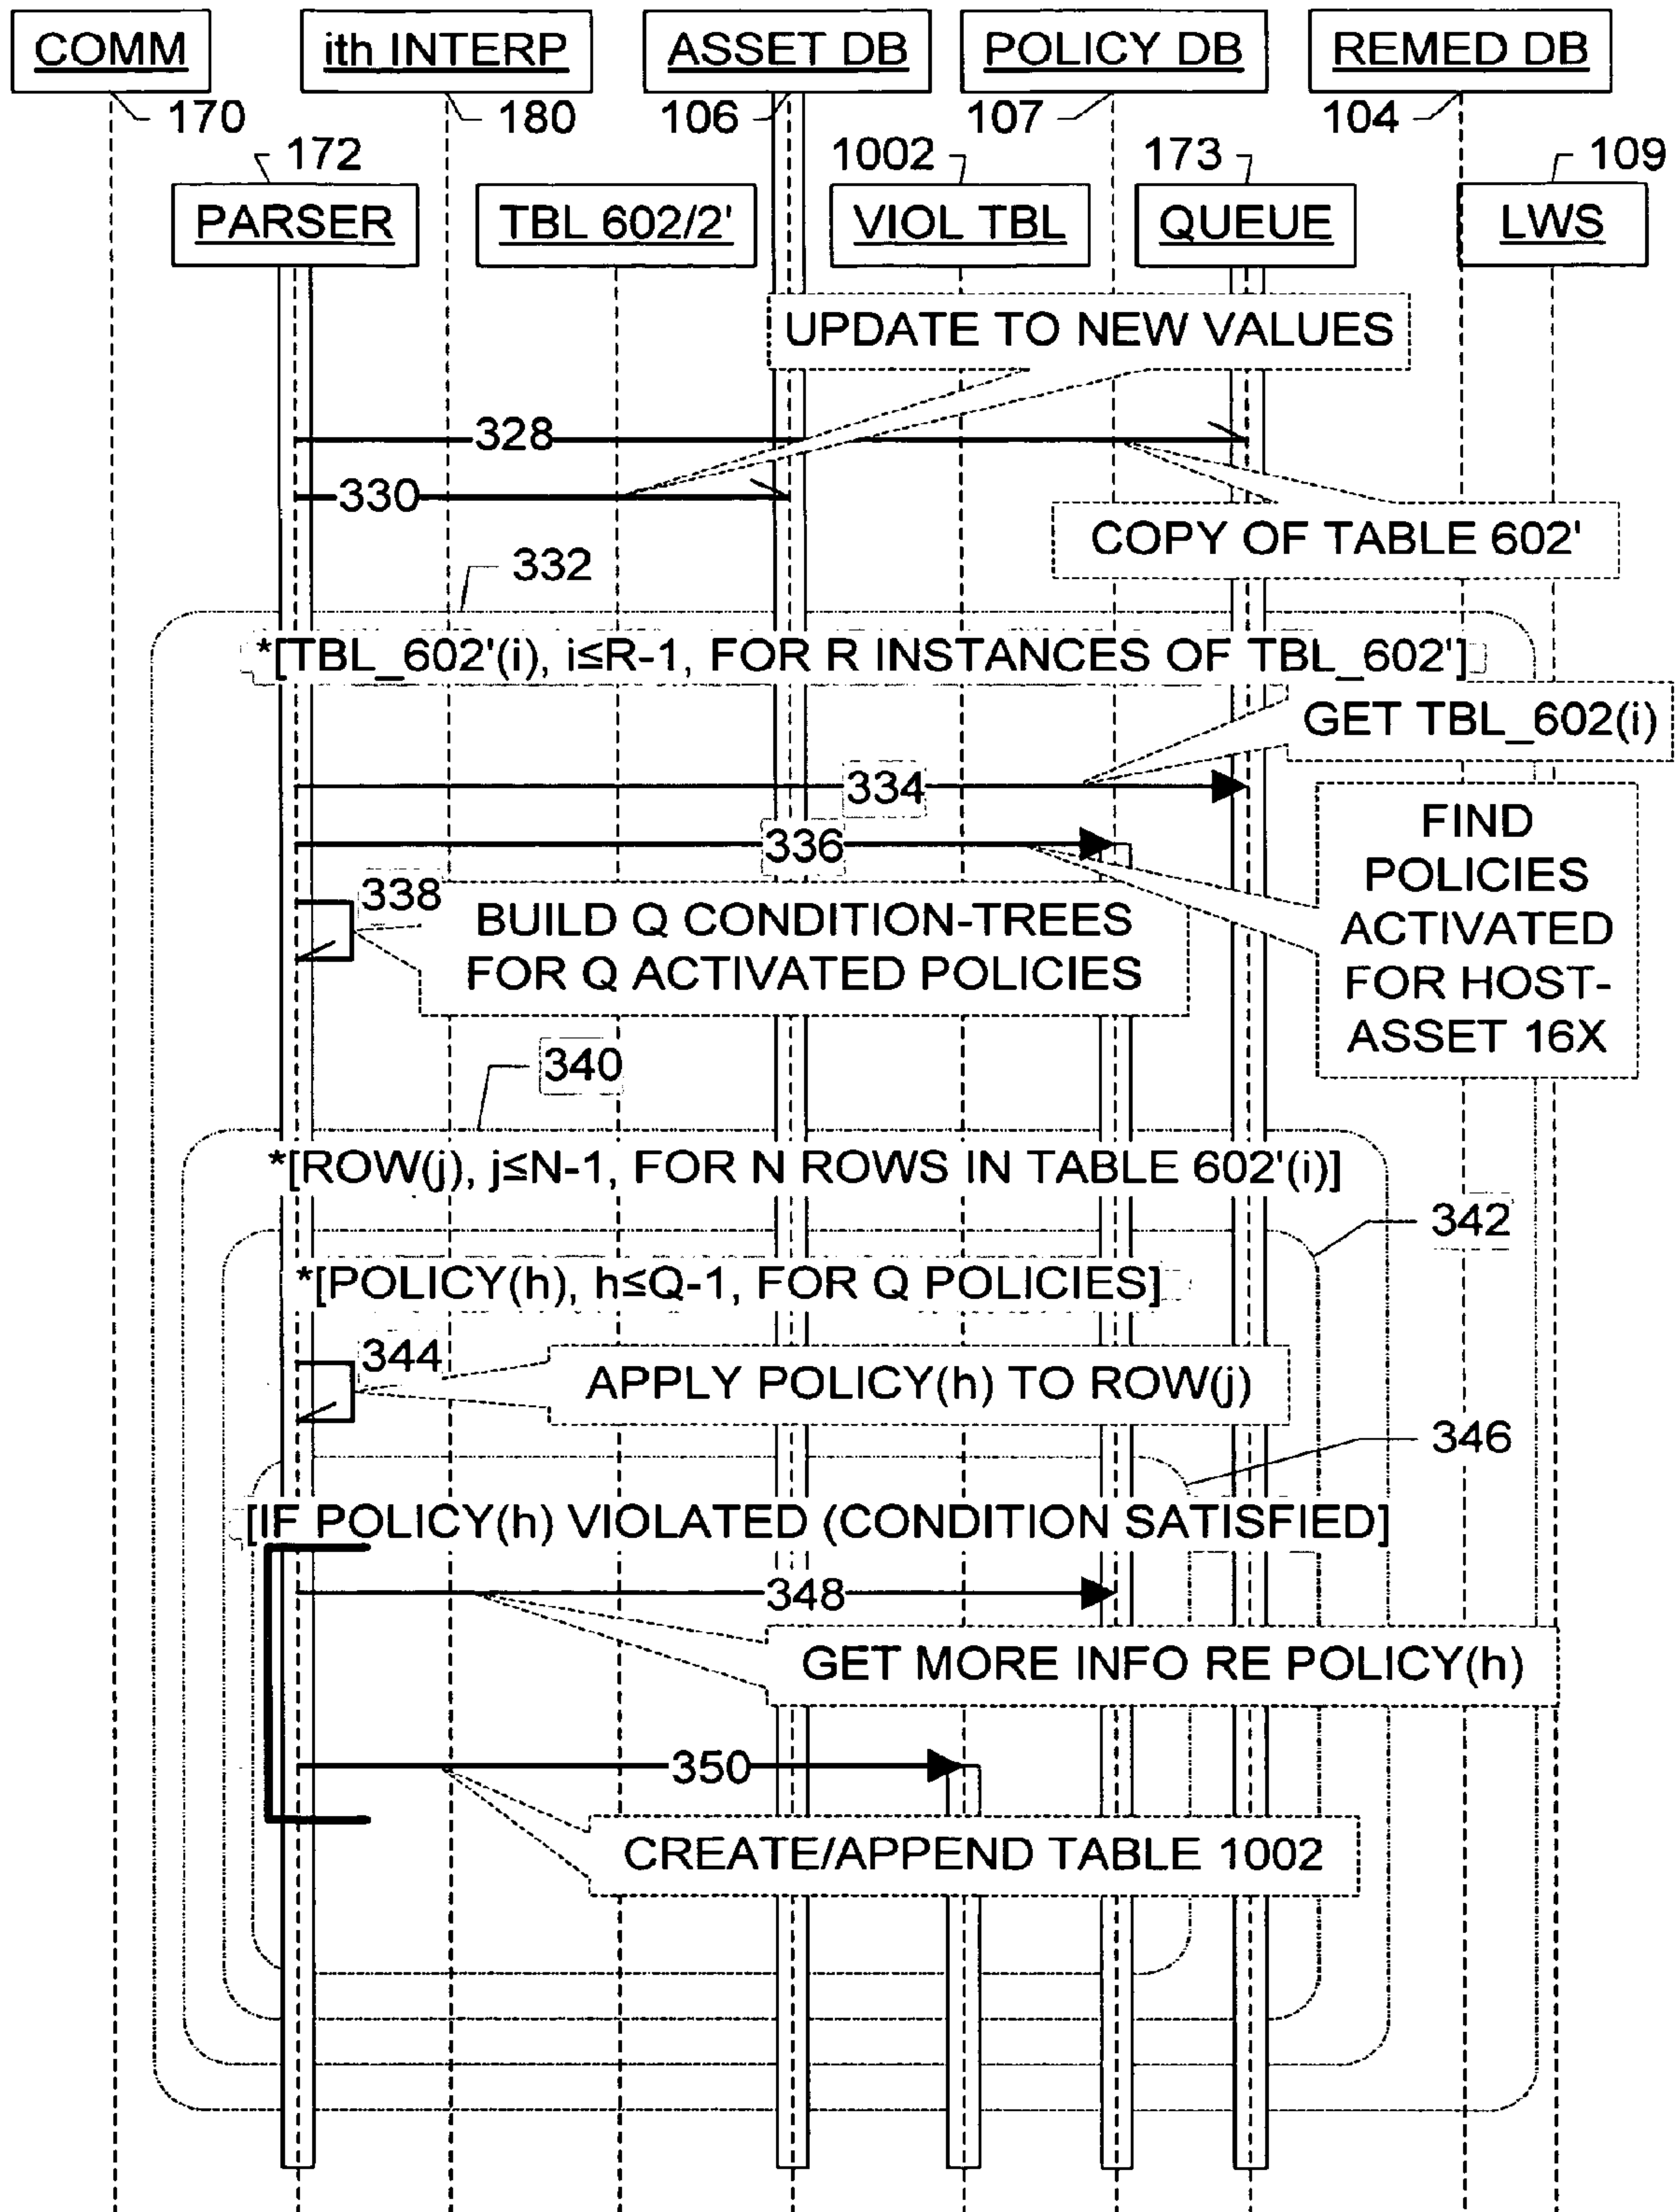 COMM
ith INTERP
ASSET DB
POLICY DB
REMED DB
170
180
106
107
104
172
1002
173
109
PARSER
TBL 602/2'
VIOL TBL
QUEUE
LWS
UPDATE TO NEW VALUES
328
330
COPY OF TABLE 602'
332
*[TBL_602'(i), i≤R-1, FOR R INSTANCES OF TBL_602']
GET TBL_602(i)
334
336
FIND
POLICIES
ACTIVATED
FOR HOST-
ASSET 16X
338
BUILD Q CONDITION-TREES
FOR Q ACTIVATED POLICIES
340
*[ROW(j), j≤N-1, FOR N ROWS IN TABLE 602'(i)]
342
*[POLICY(h), h≤Q-1, FOR Q POLICIES]
344
APPLY POLICY(h) TO ROW(j)
346
[IF POLICY(h) VIOLATED (CONDITION SATISFIED]
348
GET MORE INFO RE POLICY(h)
350
CREATE/APPEND TABLE 1002